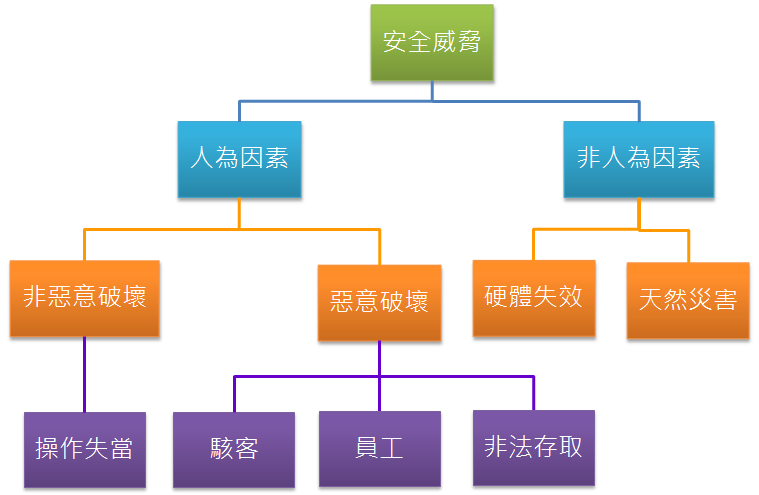 安全威脅
人為因素
非人為因素
非惡意破壞
惡意破壞
硬體失效
天然災害
操作失當
駭客
員工
非法存取